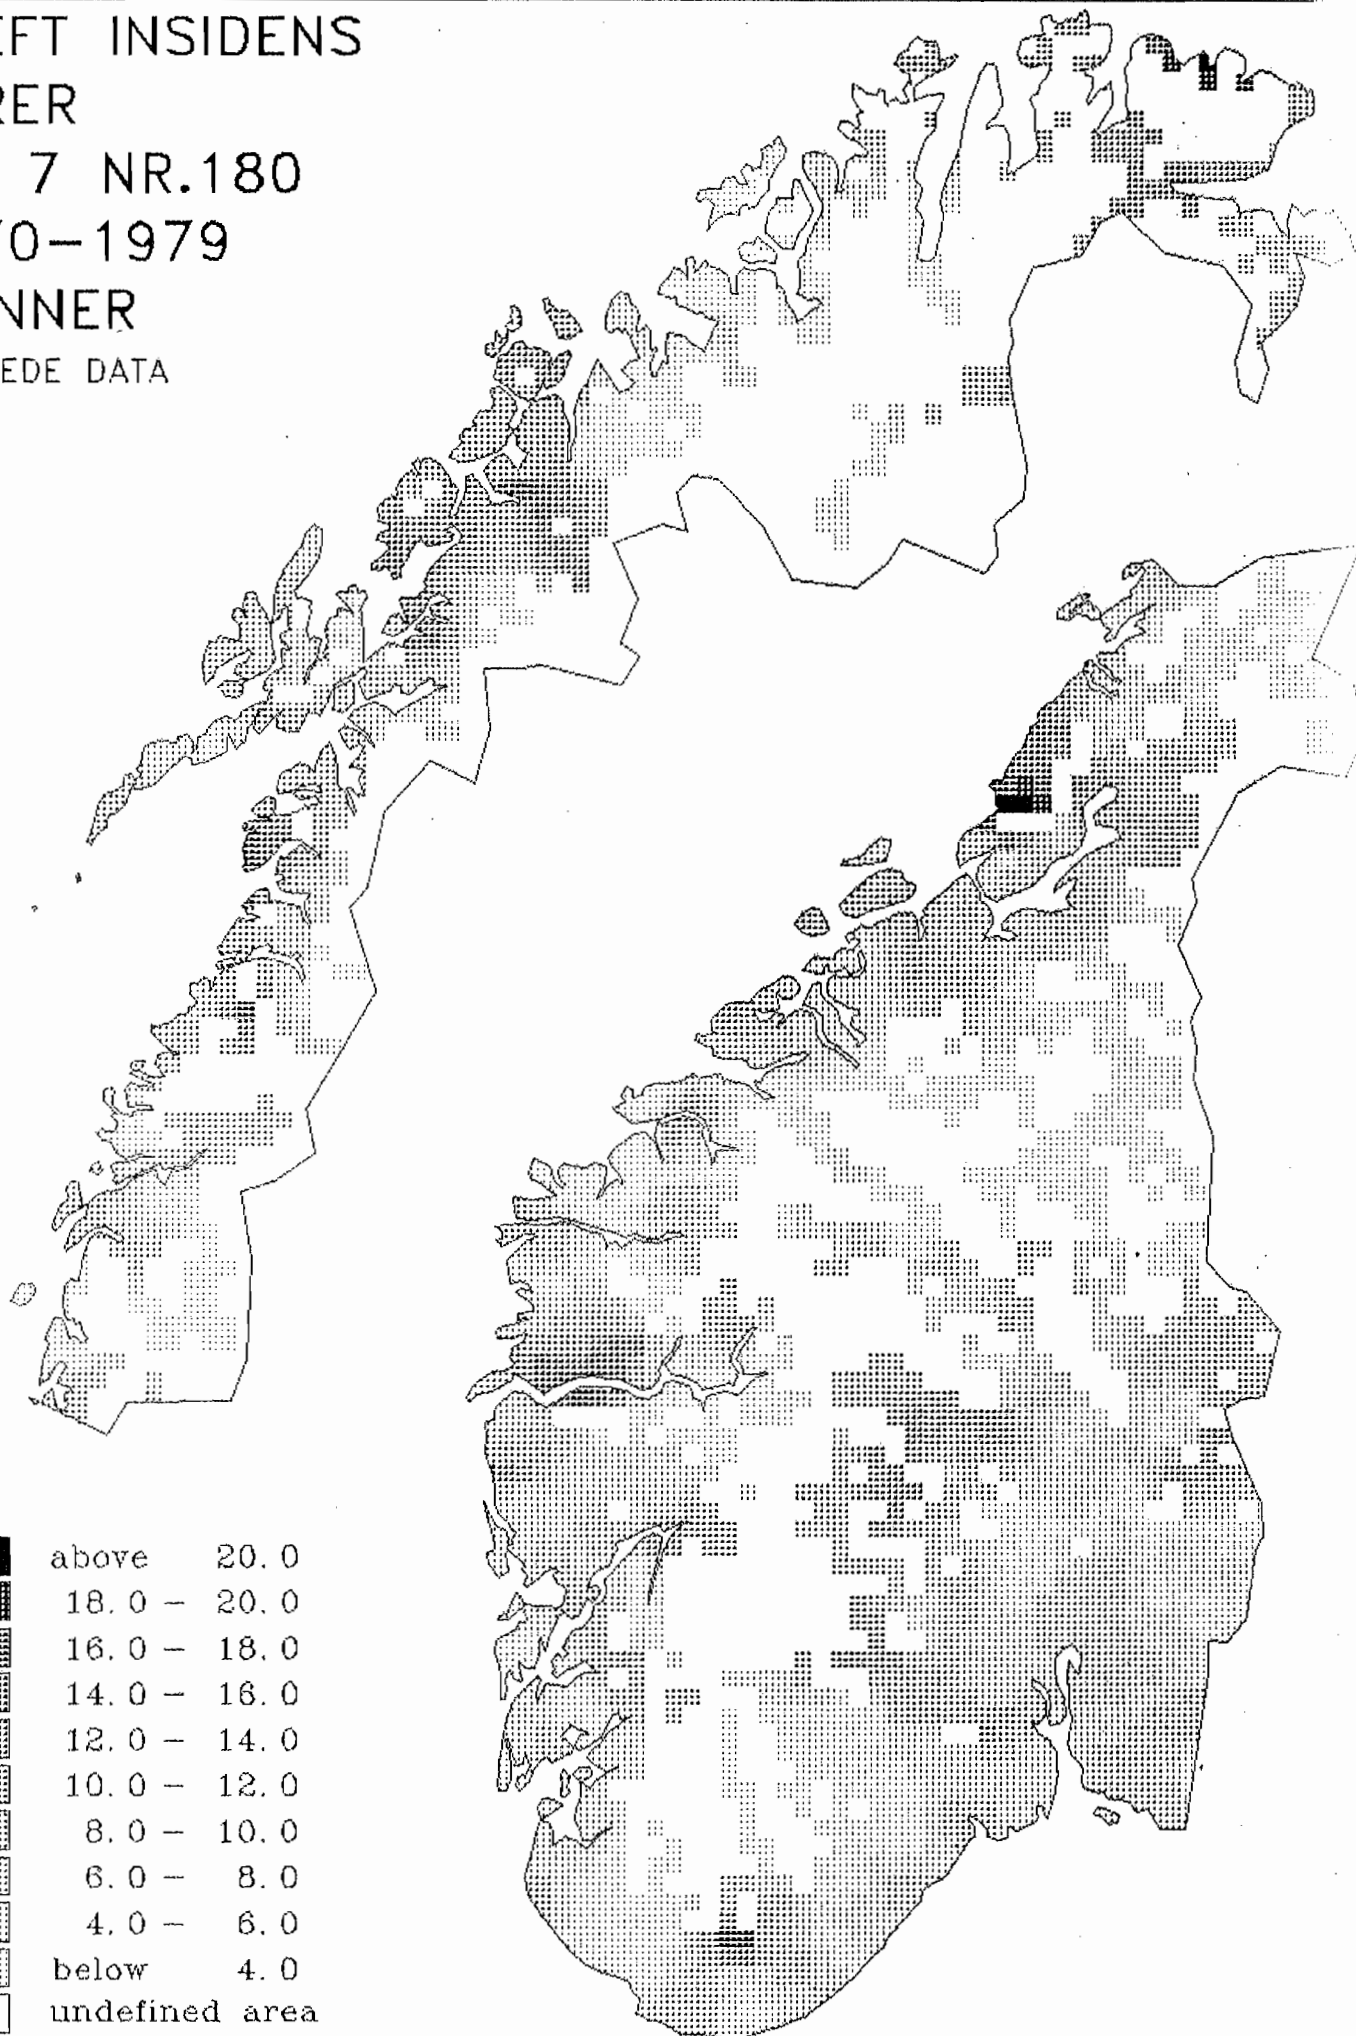 EFT INSIDENS
RER
7 NR.180
70-1979
NNER
EDE DATA
above 20.0
18.0 - 20.0
16.0 - 18.0
14.0 - 16.0
12.0 - 14.0
10.0 - 12.0
8.0 - 10.0
6.0 - 8.0
4.0 - 6.0
below 4.0
undefined area